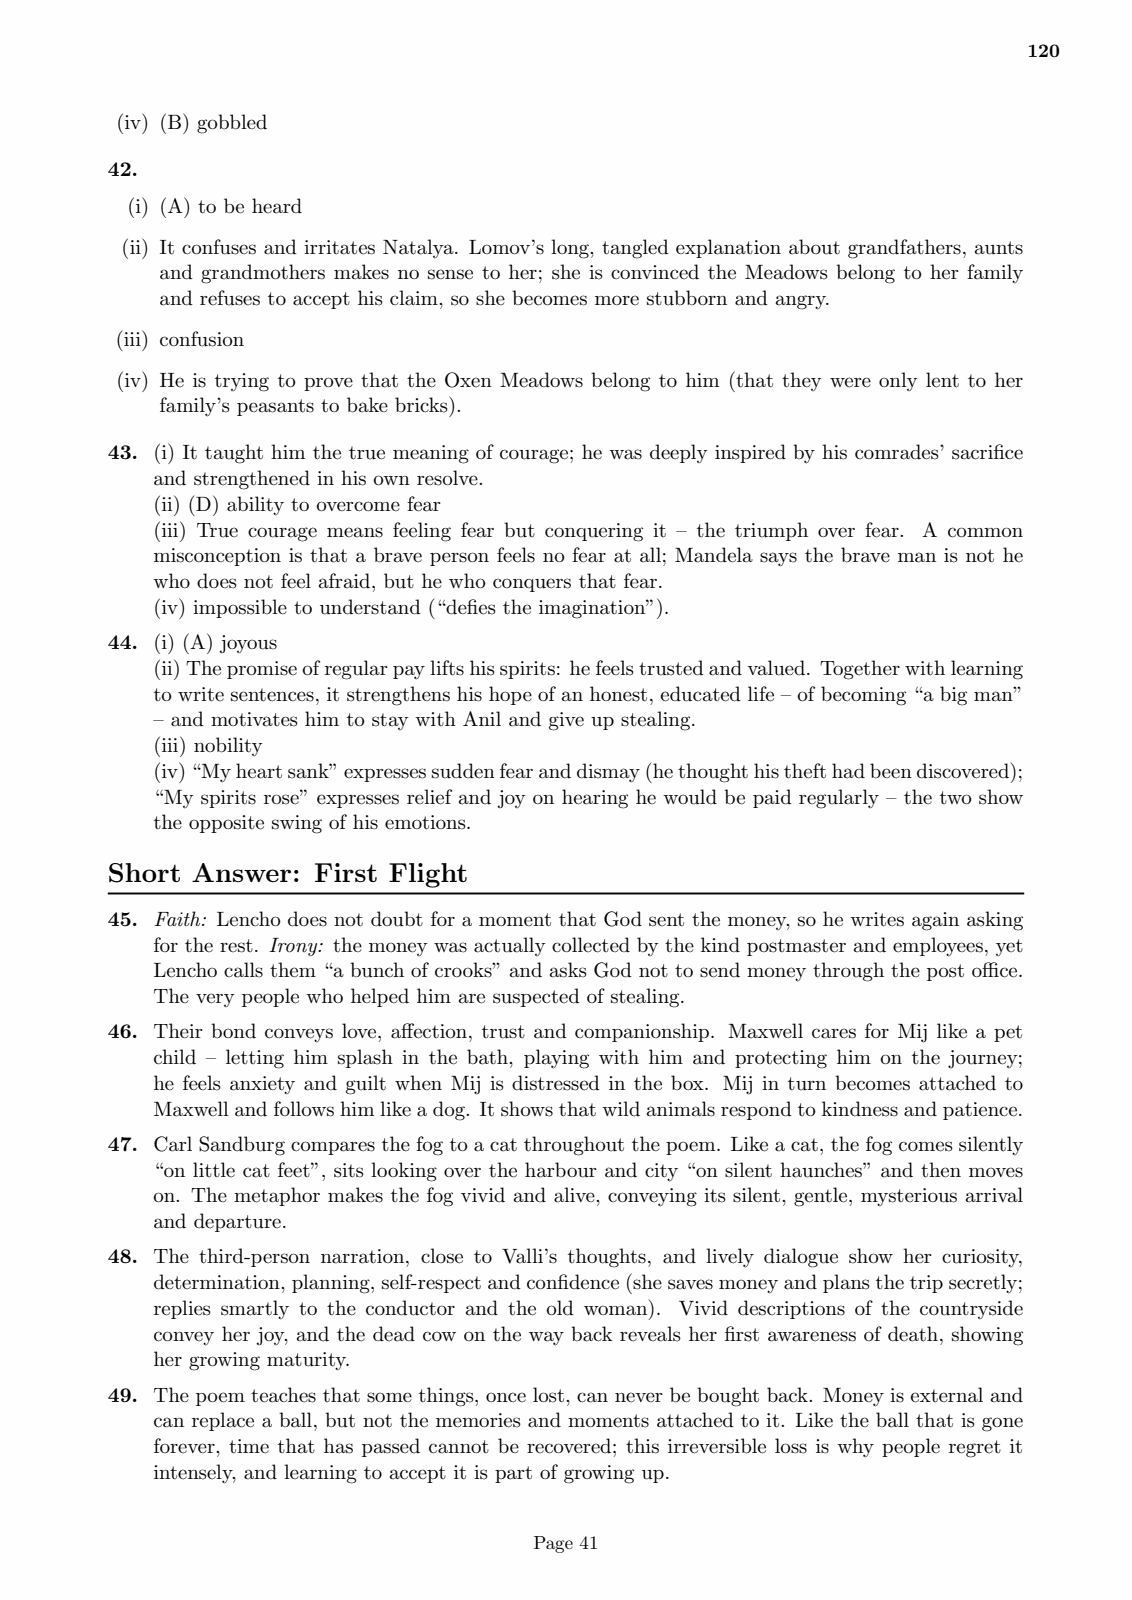 120
(iv) (B) gobbled
42.
(i) (A) to be heard
(ii) It confuses and irritates Natalya. Lomov's long, tangled explanation about grandfathers, aunts
and grandmothers makes no sense to her; she is convinced the Meadows belong to her family
and refuses to accept his claim, so she becomes more stubborn and angry.
(iii) confusion
(iv) He is trying to prove that the Oxen Meadows belong to him (that they were only lent to her
family's peasants to bake bricks).
43. (i) It taught him the true meaning of courage; he was deeply inspired by his comrades' sacrifice
and strengthened in his own resolve.
(ii) (D) ability to overcome fear
(iii) True courage means feeling fear but conquering it – the triumph over fear. A common
misconception is that a brave person feels no fear at all; Mandela says the brave man is not he
who does not feel afraid, but he who conquers that fear.
(iv) impossible to understand (“defies the imagination”).
44. (i) (A) joyous
(ii) The promise of regular pay lifts his spirits: he feels trusted and valued. Together with learning
to write sentences, it strengthens his hope of an honest, educated life – of becoming “a big man”
– and motivates him to stay with Anil and give up stealing.
(iii) nobility
(iv) “My heart sank” expresses sudden fear and dismay (he thought his theft had been discovered);
“My spirits rose” expresses relief and joy on hearing he would be paid regularly – the two show
the opposite swing of his emotions.
Short Answer: First Flight
45. Faith: Lencho does not doubt for a moment that God sent the money, so he writes again asking
for the rest. Irony: the money was actually collected by the kind postmaster and employees, yet
Lencho calls them “a bunch of crooks” and asks God not to send money through the post office.
The very people who helped him are suspected of stealing.
46. Their bond conveys love, affection, trust and companionship. Maxwell cares for Mij like a pet
child – letting him splash in the bath, playing with him and protecting him on the journey;
he feels anxiety and guilt when Mij is distressed in the box. Mij in turn becomes attached to
Maxwell and follows him like a dog. It shows that wild animals respond to kindness and patience.
47. Carl Sandburg compares the fog to a cat throughout the poem. Like a cat, the fog comes silently
“on little cat feet”, sits looking over the harbour and city “on silent haunches” and then moves
on. The metaphor makes the fog vivid and alive, conveying its silent, gentle, mysterious arrival
and departure.
48. The third-person narration, close to Valli's thoughts, and lively dialogue show her curiosity,
determination, planning, self-respect and confidence (she saves money and plans the trip secretly;
replies smartly to the conductor and the old woman). Vivid descriptions of the countryside
convey her joy, and the dead cow on the way back reveals her first awareness of death, showing
her growing maturity.
49. The poem teaches that some things, once lost, can never be bought back. Money is external and
can replace a ball, but not the memories and moments attached to it. Like the ball that is gone
forever, time that has passed cannot be recovered; this irreversible loss is why people regret it
intensely, and learning to accept it is part of growing up.
Page 41